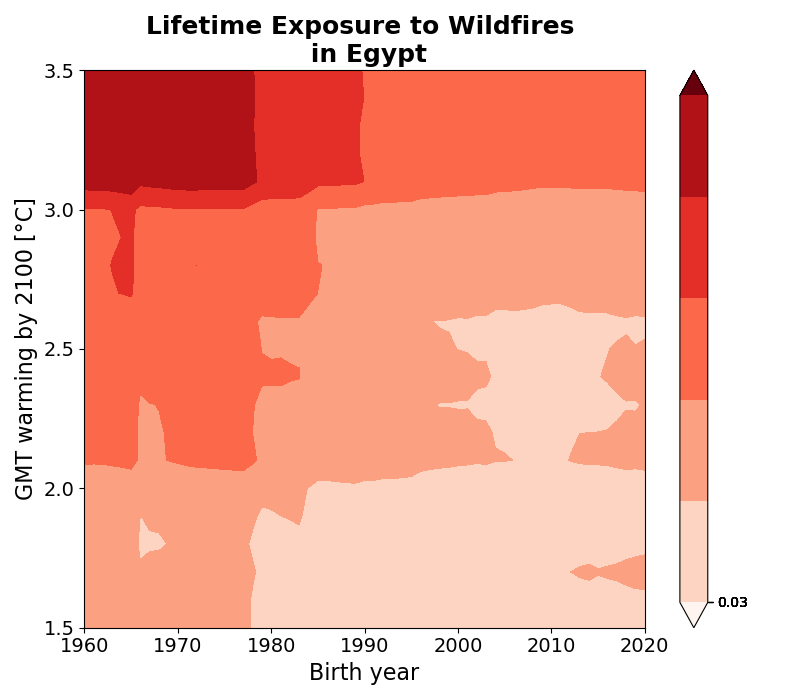 Lifetime Exposure to Wildfires
in Egypt
3.5
3.0
2.5
2.0
1.5
GMT warming by 2100 [°C]
1960 1970 1980 1990 2000 2010 2020
Birth year
0.03